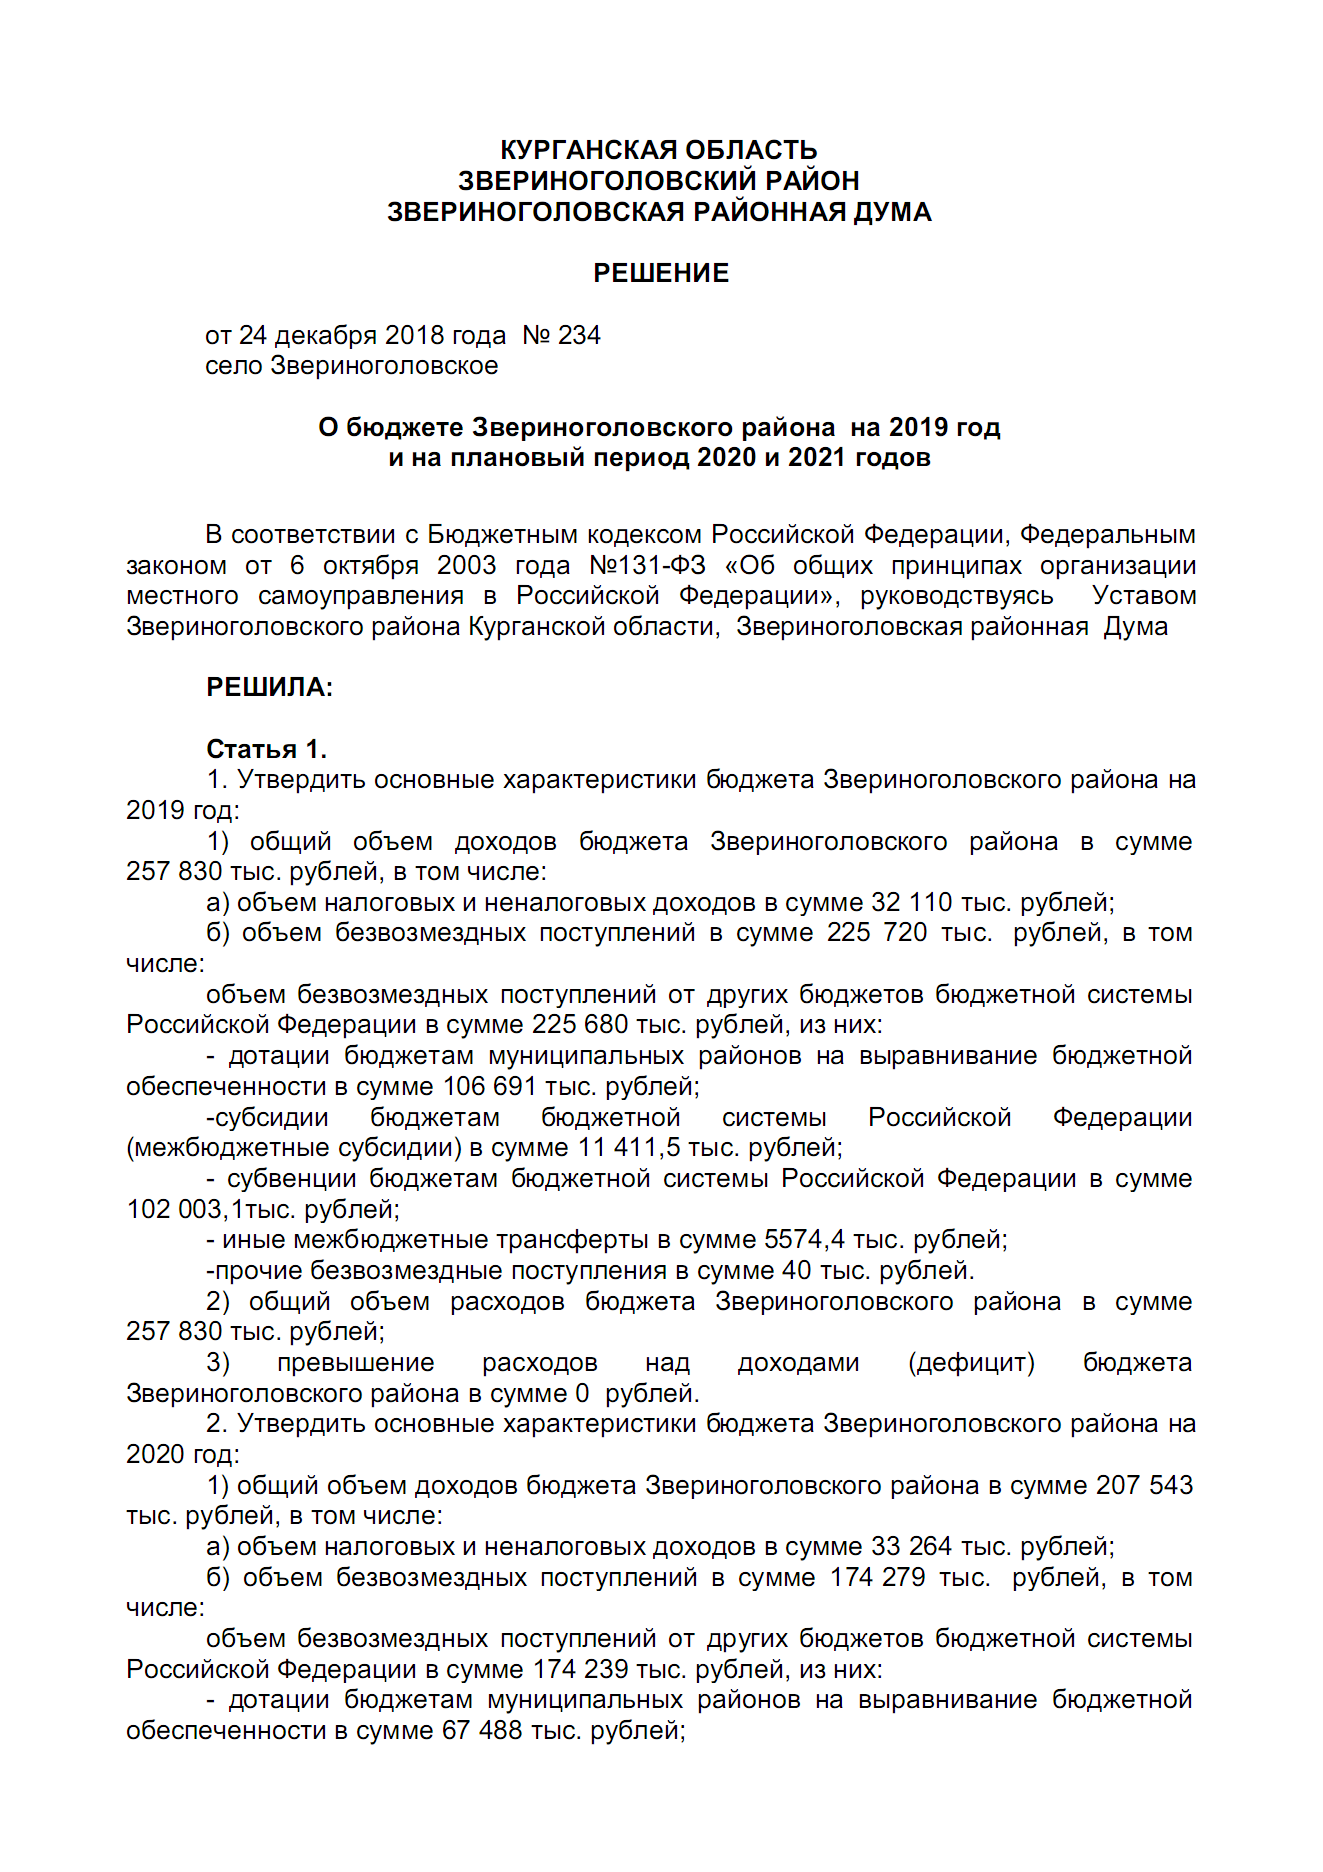 КУРГАНСКАЯ ОБЛАСТЬ
ЗВЕРИНОГОЛОВСКИЙ РАЙОН
ЗВЕРИНОГОЛОВСКАЯ РАЙОННАЯ ДУМА
РЕШЕНИЕ
от 24 декабря 2018 года № 234
село Звериноголовское
О бюджете Звериноголовского района на 2019 год
и на плановый период 2020 и 2021 годов
В соответствии с Бюджетным кодексом Российской Федерации, Федеральным
законом от 6 октября 2003 года №131-ФЗ «Об общих принципах организации
местного самоуправления в Российской Федерации», руководствуясь Уставом
Звериноголовского района Курганской области, Звериноголовская районная Дума
РЕШИЛА:
Статья 1.
1. Утвердить основные характеристики бюджета Звериноголовского района на
2019 год:
1) общий объем доходов бюджета Звериноголовского района в сумме
257 830 тыс. рублей, в том числе:
а) объем налоговых и неналоговых доходов в сумме 32 110 тыс. рублей;
б) объем безвозмездных поступлений в сумме 225 720 тыс. рублей, в том
числе:
объем безвозмездных поступлений от других бюджетов бюджетной системы
Российской Федерации в сумме 225 680 тыс. рублей, из них:
- дотации бюджетам муниципальных районов на выравнивание бюджетной
обеспеченности в сумме 106 691 тыс. рублей;
-субсидии бюджетам бюджетной системы Российской Федерации
(межбюджетные субсидии) в сумме 11 411,5 тыс. рублей;
- субвенции бюджетам бюджетной системы Российской Федерации в сумме
102 003,1тыс. рублей;
- иные межбюджетные трансферты в сумме 5574,4 тыс. рублей;
-прочие безвозмездные поступления в сумме 40 тыс. рублей.
2) общий объем расходов бюджета Звериноголовского района в сумме
257 830 тыс. рублей;
3) превышение расходов над доходами (дефицит) бюджета
Звериноголовского района в сумме 0 рублей.
2. Утвердить основные характеристики бюджета Звериноголовского района на
2020 год:
1) общий объем доходов бюджета Звериноголовского района в сумме 207 543
тыс. рублей, в том числе:
а) объем налоговых и неналоговых доходов в сумме 33 264 тыс. рублей;
б) объем безвозмездных поступлений в сумме 174 279 тыс. рублей, в том
числе:
объем безвозмездных поступлений от других бюджетов бюджетной системы
Российской Федерации в сумме 174 239 тыс. рублей, из них:
- дотации бюджетам муниципальных районов на выравнивание бюджетной
обеспеченности в сумме 67 488 тыс. рублей;